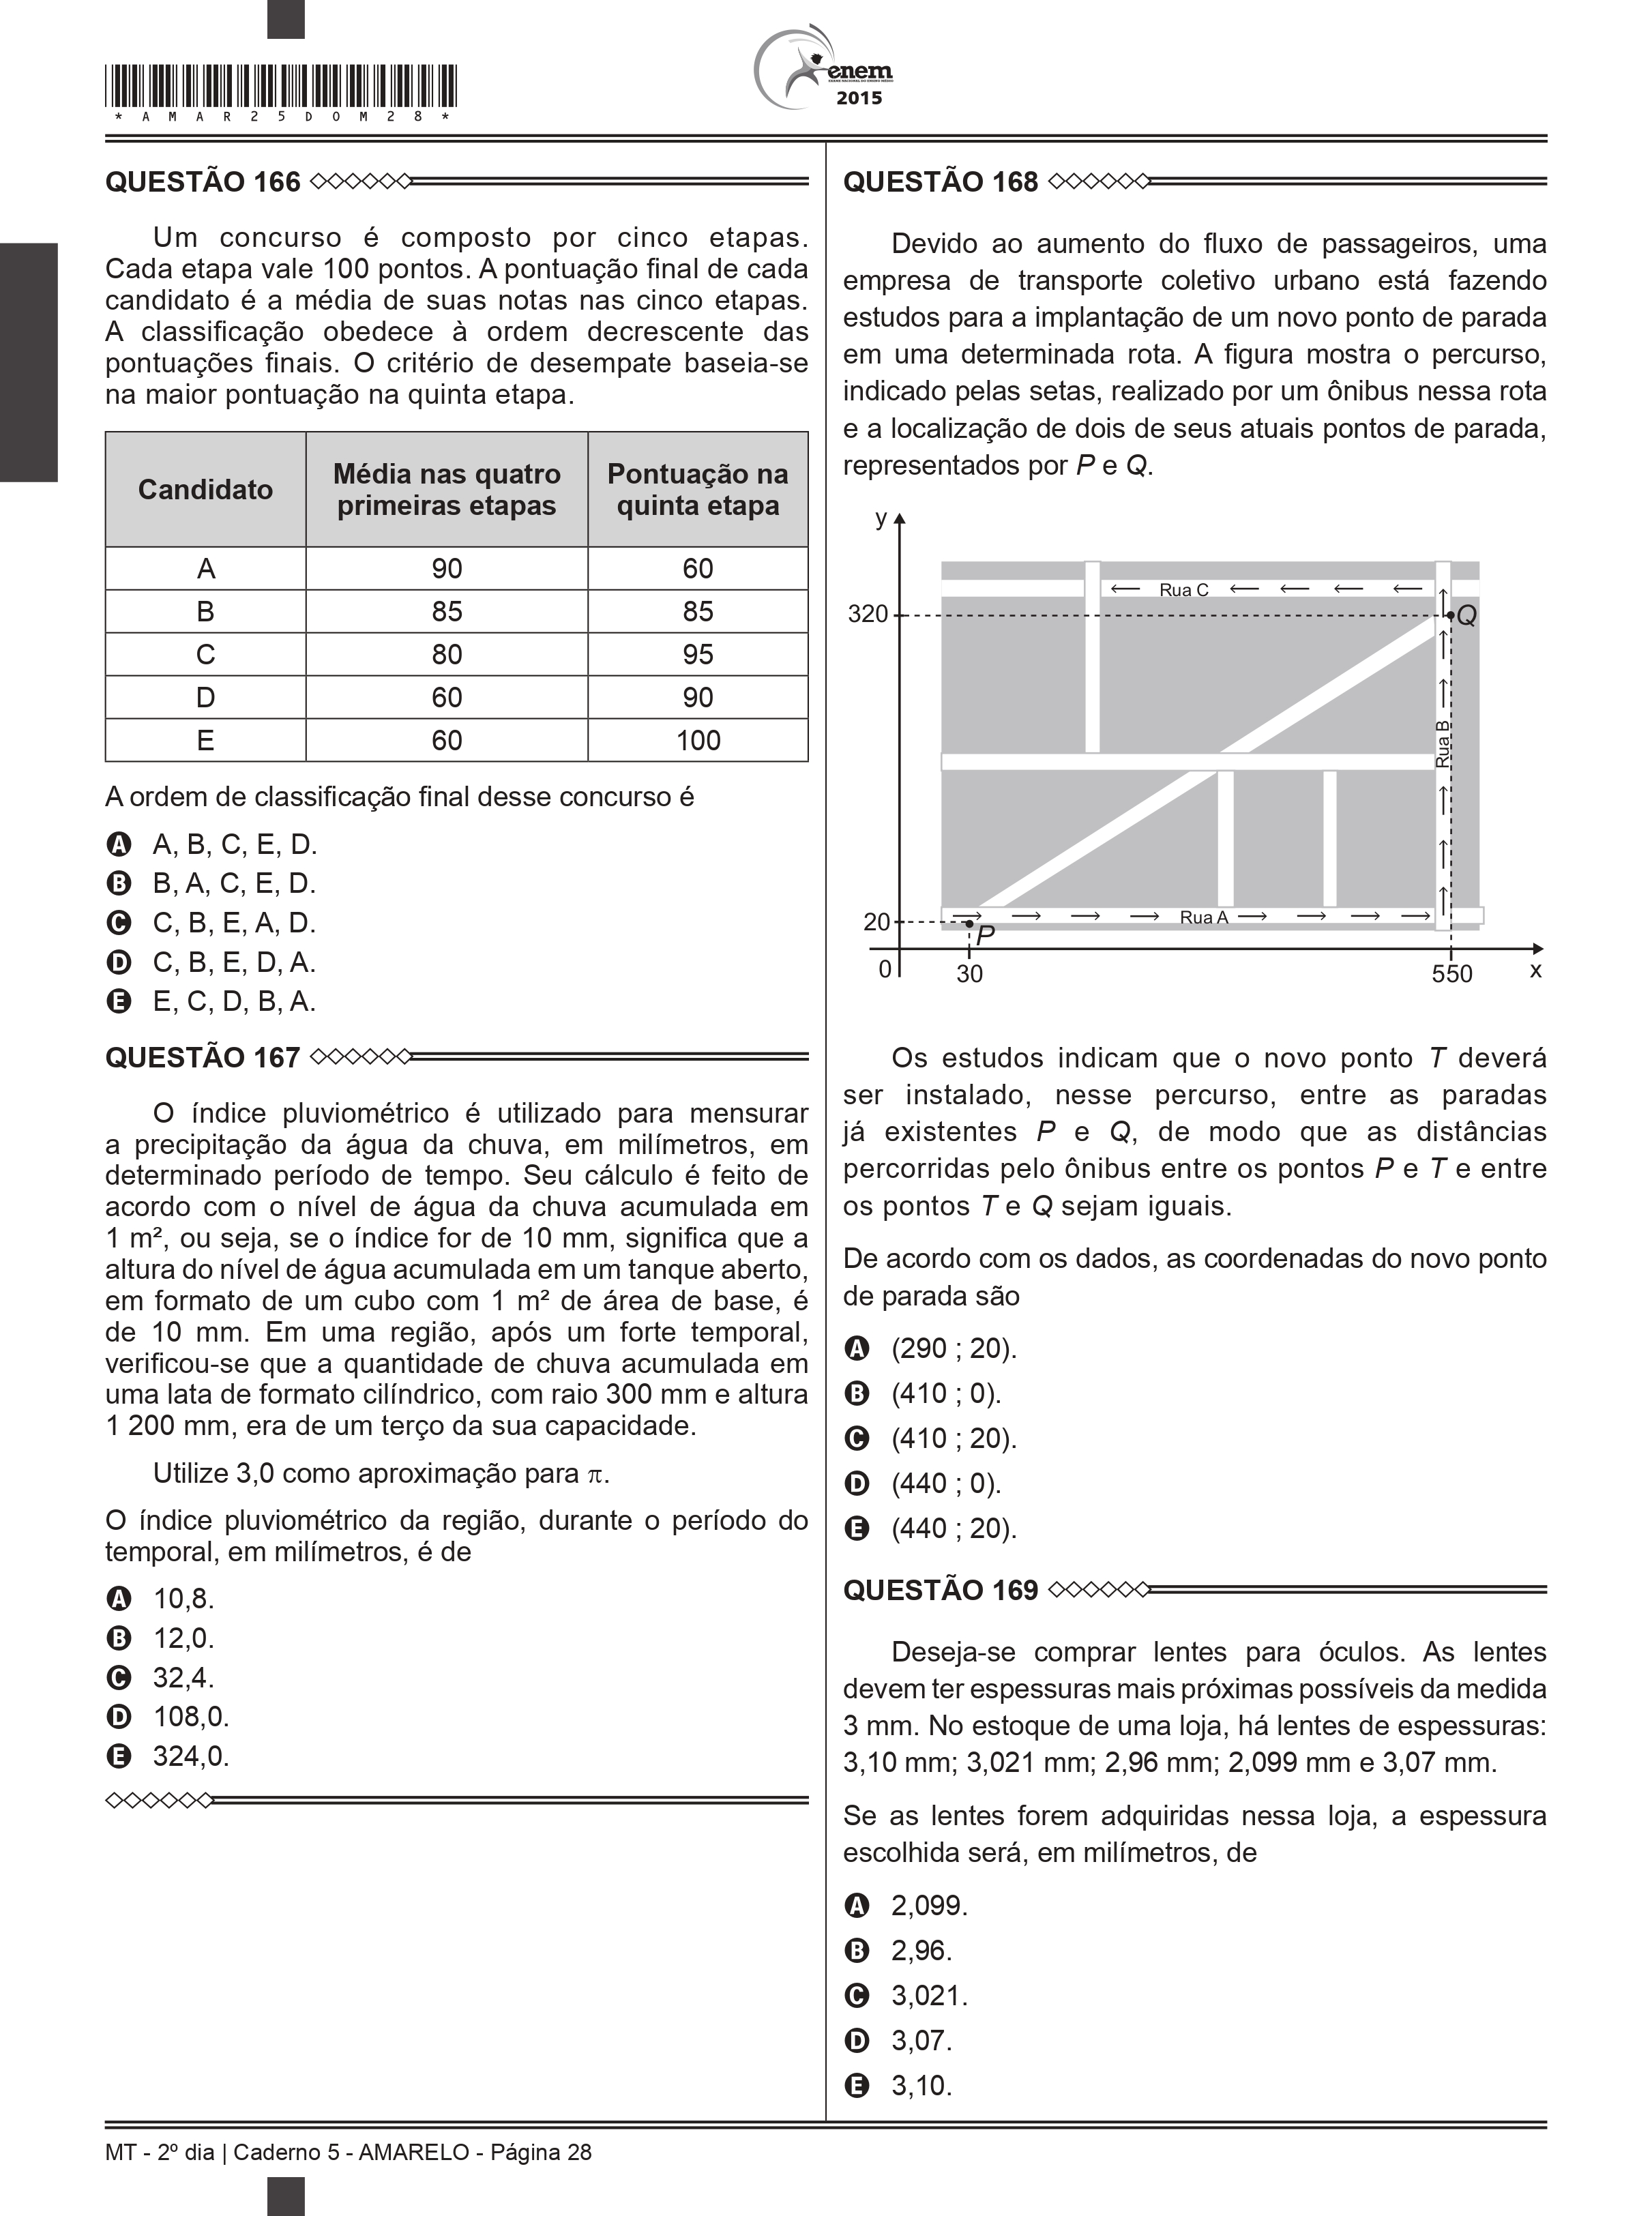 * A M A R 2 5 D O M 2 8 *
enem
2015
QUESTÃO 166
Um concurso é composto por cinco etapas.
Cada etapa vale 100 pontos. A pontuação final de cada
candidato é a média de suas notas nas cinco etapas.
A classificação obedece à ordem decrescente das
pontuações finais. O critério de desempate baseia-se
na maior pontuação na quinta etapa.
Candidato
Média nas quatro primeiras etapas
Pontuação na quinta etapa
A 90 60
B 85 85
C 80 95
D 60 90
E 60 100
A ordem de classificação final desse concurso é
A A, B, C, E, D.
B B, A, C, E, D.
C C, B, E, A, D.
D C, B, E, D, A.
E E, C, D, B, A.
QUESTÃO 167
O índice pluviométrico é utilizado para mensurar
a precipitação da água da chuva, em milímetros, em
determinado período de tempo. Seu cálculo é feito de
acordo com o nível de água da chuva acumulada em
1 m², ou seja, se o índice for de 10 mm, significa que a
altura do nível de água acumulada em um tanque aberto,
em formato de um cubo com 1 m² de área de base, é
de 10 mm. Em uma região, após um forte temporal,
verificou-se que a quantidade de chuva acumulada em
uma lata de formato cilíndrico, com raio 300 mm e altura
1 200 mm, era de um terço da sua capacidade.
Utilize 3,0 como aproximação para π.
O índice pluviométrico da região, durante o período do
temporal, em milímetros, é de
A 10,8.
B 12,0.
C 32,4.
D 108,0.
E 324,0.
QUESTÃO 168
Devido ao aumento do fluxo de passageiros, uma
empresa de transporte coletivo urbano está fazendo
estudos para a implantação de um novo ponto de parada
em uma determinada rota. A figura mostra o percurso,
indicado pelas setas, realizado por um ônibus nessa rota
e a localização de dois de seus atuais pontos de parada,
representados por P e Q.
y
Rua C
320
Q
Rua B
20
Rua A
P
0
30
550
x
Os estudos indicam que o novo ponto T deverá
ser instalado, nesse percurso, entre as paradas
já existentes P e Q, de modo que as distâncias
percorridas pelo ônibus entre os pontos P e T e entre
os pontos T e Q sejam iguais.
De acordo com os dados, as coordenadas do novo ponto
de parada são
A (290 ; 20).
B (410 ; 0).
C (410 ; 20).
D (440 ; 0).
E (440 ; 20).
QUESTÃO 169
Deseja-se comprar lentes para óculos. As lentes
devem ter espessuras mais próximas possíveis da medida
3 mm. No estoque de uma loja, há lentes de espessuras:
3,10 mm; 3,021 mm; 2,96 mm; 2,099 mm e 3,07 mm.
Se as lentes forem adquiridas nessa loja, a espessura
escolhida será, em milímetros, de
A 2,099.
B 2,96.
C 3,021.
D 3,07.
E 3,10.
MT - 2º dia | Caderno 5 - AMARELO - Página 28